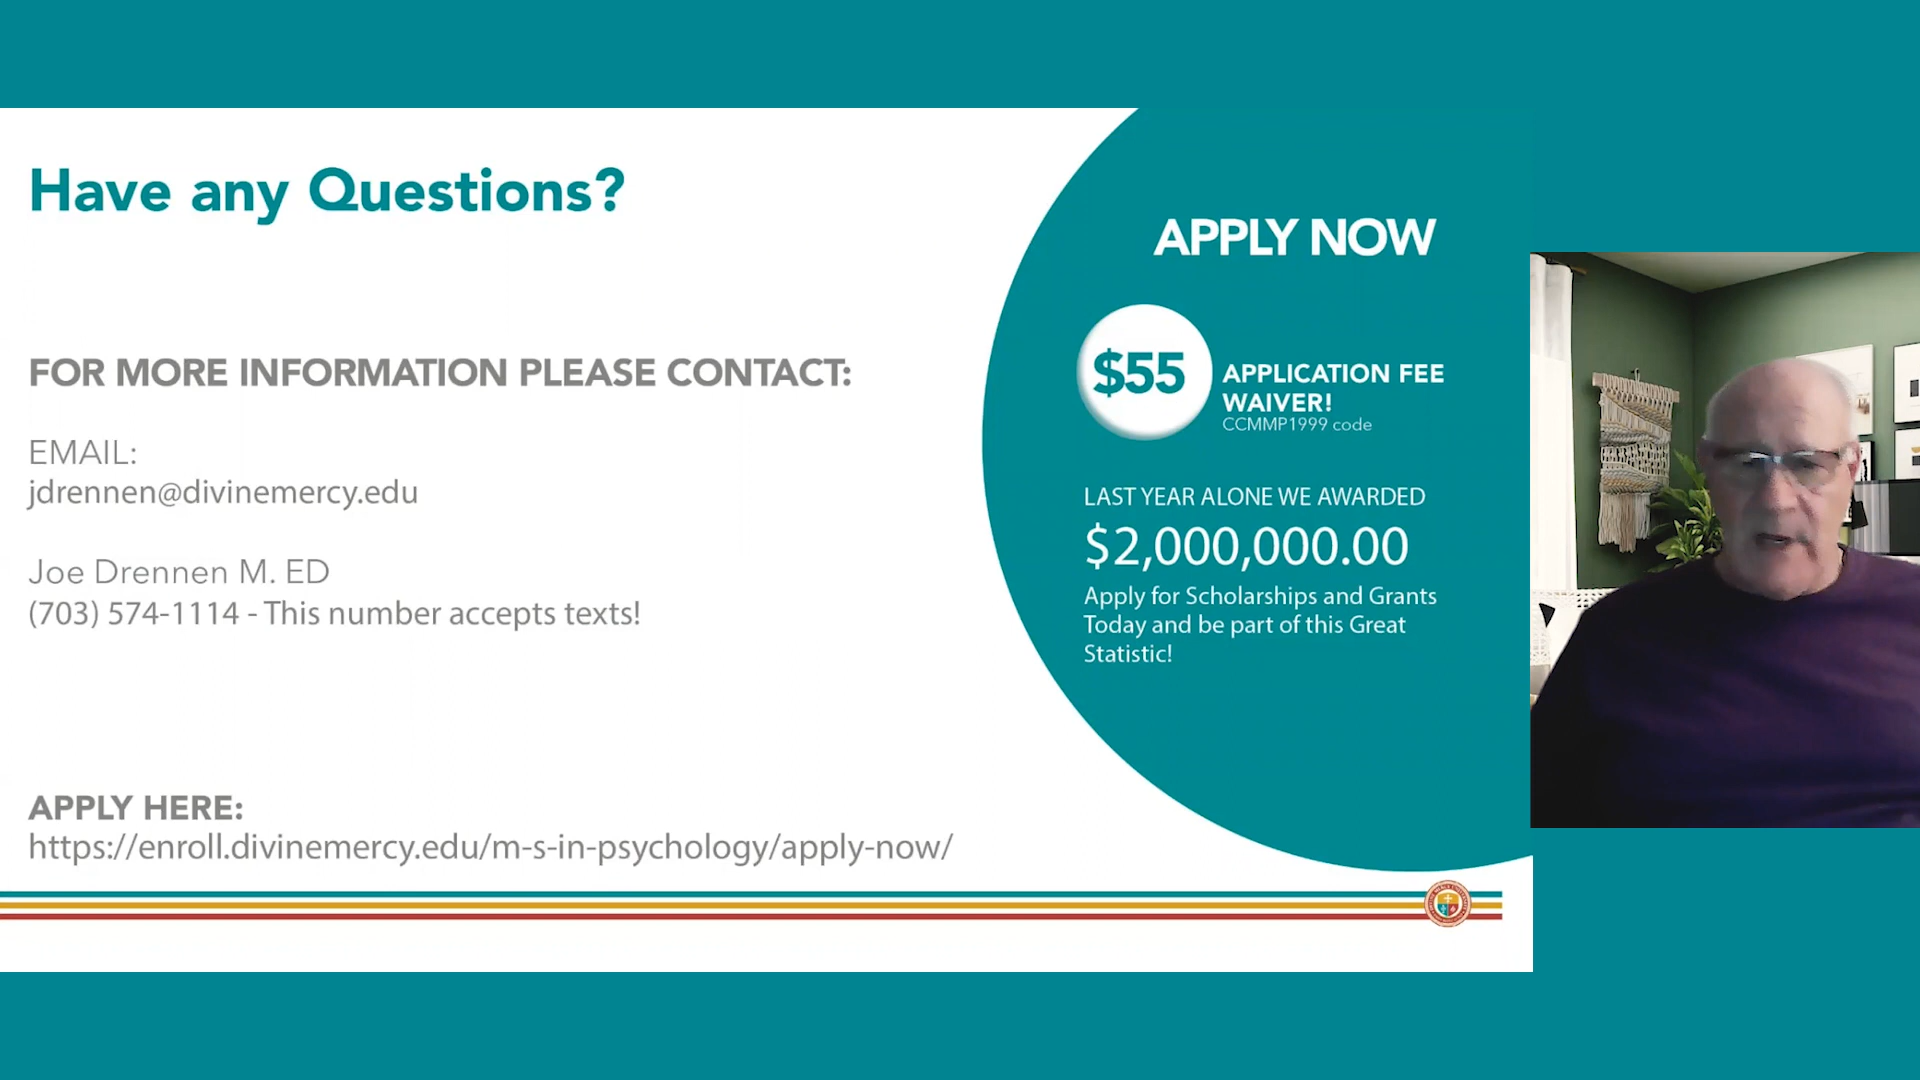 Have any Questions?
FOR MORE INFORMATION PLEASE CONTACT:
EMAIL:
jdrennen@divinemercy.edu
Joe Drennen M. ED
(703) 574-1114 - This number accepts texts!
APPLY HERE:
https://enroll.divinemercy.edu/m-s-in-psychology/apply-now/
APPLY NOW
$55
APPLICATION FEE
WAIVER!
CCMMP1999 code
LAST YEAR ALONE WE AWARDED
$2,000,000.00
Apply for Scholarships and Grants
Today and be part of this Great
Statistic!